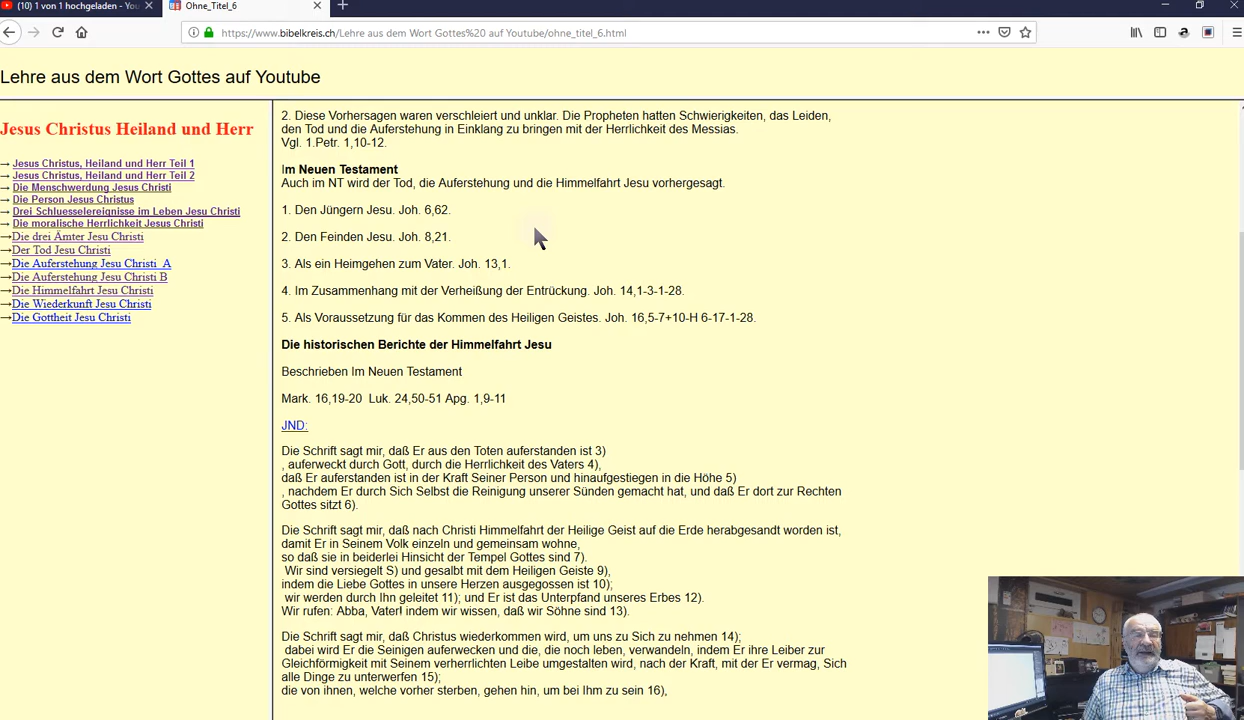 (10) 1 von 1 hochgeladen - You
Ohne_Titel_6
https://www.bibelkreis.ch/Lehre aus dem Wort Gottes%20 auf Youtube/ohne_titel_6.html
Lehre aus dem Wort Gottes auf Youtube
Jesus Christus Heiland und Herr
→ Jesus Christus, Heiland und Herr Teil 1
→ Jesus Christus, Heiland und Herr Teil 2
→ Die Menschwerdung Jesus Christi
→ Die Person Jesus Christus
→ Drei Schluesselereignisse im Leben Jesu Christi
→ Die moralische Herrlichkeit Jesus Christi
→Die drei Ämter Jesu Christi
→Der Tod Jesu Christi
→Die Auferstehung Jesu Christi A
→Die Auferstehung Jesu Christi B
→Die Himmelfahrt Jesu Christi
→Die Wiederkunft Jesu Christi
→Die Gottheit Jesu Christi
2. Diese Vorhersagen waren verschleiert und unklar. Die Propheten hatten Schwierigkeiten, das Leiden,
den Tod und die Auferstehung in Einklang zu bringen mit der Herrlichkeit des Messias.
Vgl. 1.Petr. 1,10-12.
Im Neuen Testament
Auch im NT wird der Tod, die Auferstehung und die Himmelfahrt Jesu vorhergesagt.
1. Den Jüngern Jesu. Joh. 6,62.
2. Den Feinden Jesu. Joh. 8,21.
3. Als ein Heimgehen zum Vater. Joh. 13,1.
4. Im Zusammenhang mit der Verheißung der Entrückung. Joh. 14,1-3-1-28.
5. Als Voraussetzung für das Kommen des Heiligen Geistes. Joh. 16,5-7+10-H 6-17-1-28.
Die historischen Berichte der Himmelfahrt Jesu
Beschrieben Im Neuen Testament
Mark. 16,19-20 Luk. 24,50-51 Apg. 1,9-11
JND:
Die Schrift sagt mir, daß Er aus den Toten auferstanden ist 3)
, auferweckt durch Gott, durch die Herrlichkeit des Vaters 4),
daß Er auferstanden ist in der Kraft Seiner Person und hinaufgestiegen in die Höhe 5)
, nachdem Er durch Sich Selbst die Reinigung unserer Sünden gemacht hat, und daß Er dort zur Rechten
Gottes sitzt 6).
Die Schrift sagt mir, daß nach Christi Himmelfahrt der Heilige Geist auf die Erde herabgesandt worden ist,
damit Er in Seinem Volk einzeln und gemeinsam wohne,
so daß sie in beiderlei Hinsicht der Tempel Gottes sind 7).
Wir sind versiegelt S) und gesalbt mit dem Heiligen Geiste 9),
indem die Liebe Gottes in unsere Herzen ausgegossen ist 10);
wir werden durch Ihn geleitet 11); und Er ist das Unterpfand unseres Erbes 12).
Wir rufen: Abba, Vater! indem wir wissen, daß wir Söhne sind 13).
Die Schrift sagt mir, daß Christus wiederkommen wird, um uns zu Sich zu nehmen 14);
dabei wird Er die Seinigen auferwecken und die, die noch leben, verwandeln, indem Er ihre Leiber zur
Gleichförmigkeit mit Seinem verherrlichten Leibe umgestalten wird, nach der Kraft, mit der Er vermag, Sich
alle Dinge zu unterwerfen 15);
die von ihnen, welche vorher sterben, gehen hin, um bei Ihm zu sein 16),